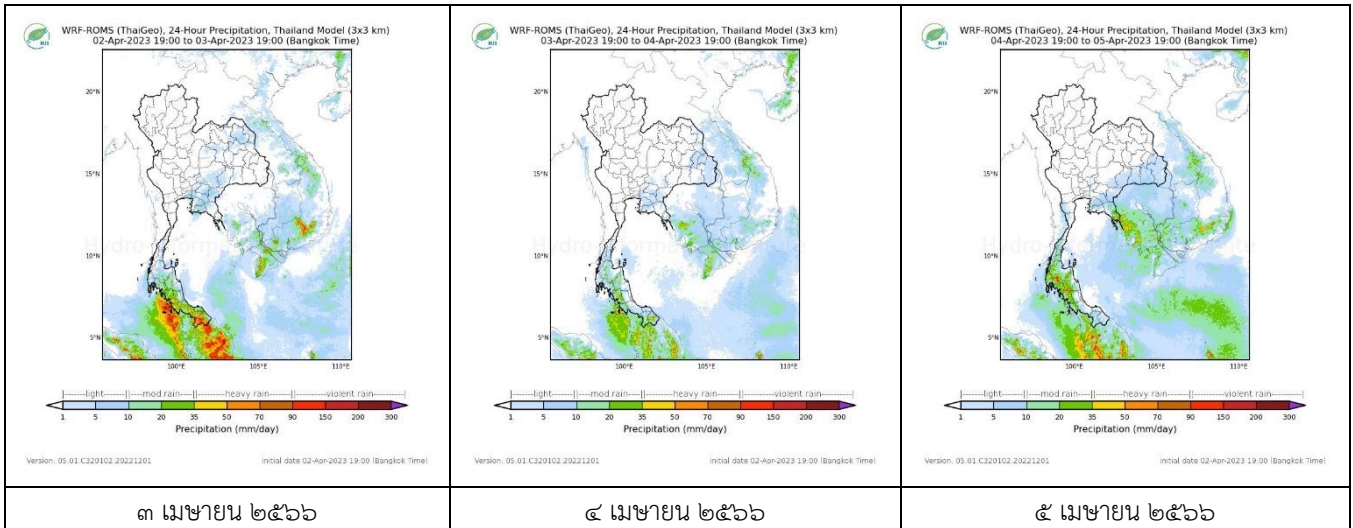 WRF-ROMS (ThaiGeo), 24-Hour Precipitation, Thailand Model (3x3 km)
02-Apr-2023 19:00 to 03-Apr-2023 19:00 (Bangkok Time)
HII
20°N
15°N
10°N
5°N
100°E 105°E 110°E
|------light------||---mod rain---||------heavy rain------||------violent rain------|
1 5 10 20 35 50 70 90 150 200 300
Precipitation (mm/day)
Version: 05.01.C320102.20221201 initial date 02-Apr-2023 19:00 (Bangkok Time)
๓ เมษายน ๒๕๖๖
WRF-ROMS (ThaiGeo), 24-Hour Precipitation, Thailand Model (3x3 km)
03-Apr-2023 19:00 to 04-Apr-2023 19:00 (Bangkok Time)
HII
20°N
15°N
10°N
5°N
100°E 105°E 110°E
|------light------||---mod rain---||------heavy rain------||------violent rain------|
1 5 10 20 35 50 70 90 150 200 300
Precipitation (mm/day)
Version: 05.01.C320102.20221201 initial date 02-Apr-2023 19:00 (Bangkok Time)
๔ เมษายน ๒๕๖๖
WRF-ROMS (ThaiGeo), 24-Hour Precipitation, Thailand Model (3x3 km)
04-Apr-2023 19:00 to 05-Apr-2023 19:00 (Bangkok Time)
HII
20°N
15°N
10°N
5°N
100°E 105°E 110°E
|------light------||---mod rain---||------heavy rain------||------violent rain------|
1 5 10 20 35 50 70 90 150 200 300
Precipitation (mm/day)
Version: 05.01.C320102.20221201 initial date 02-Apr-2023 19:00 (Bangkok Time)
๕ เมษายน ๒๕๖๖